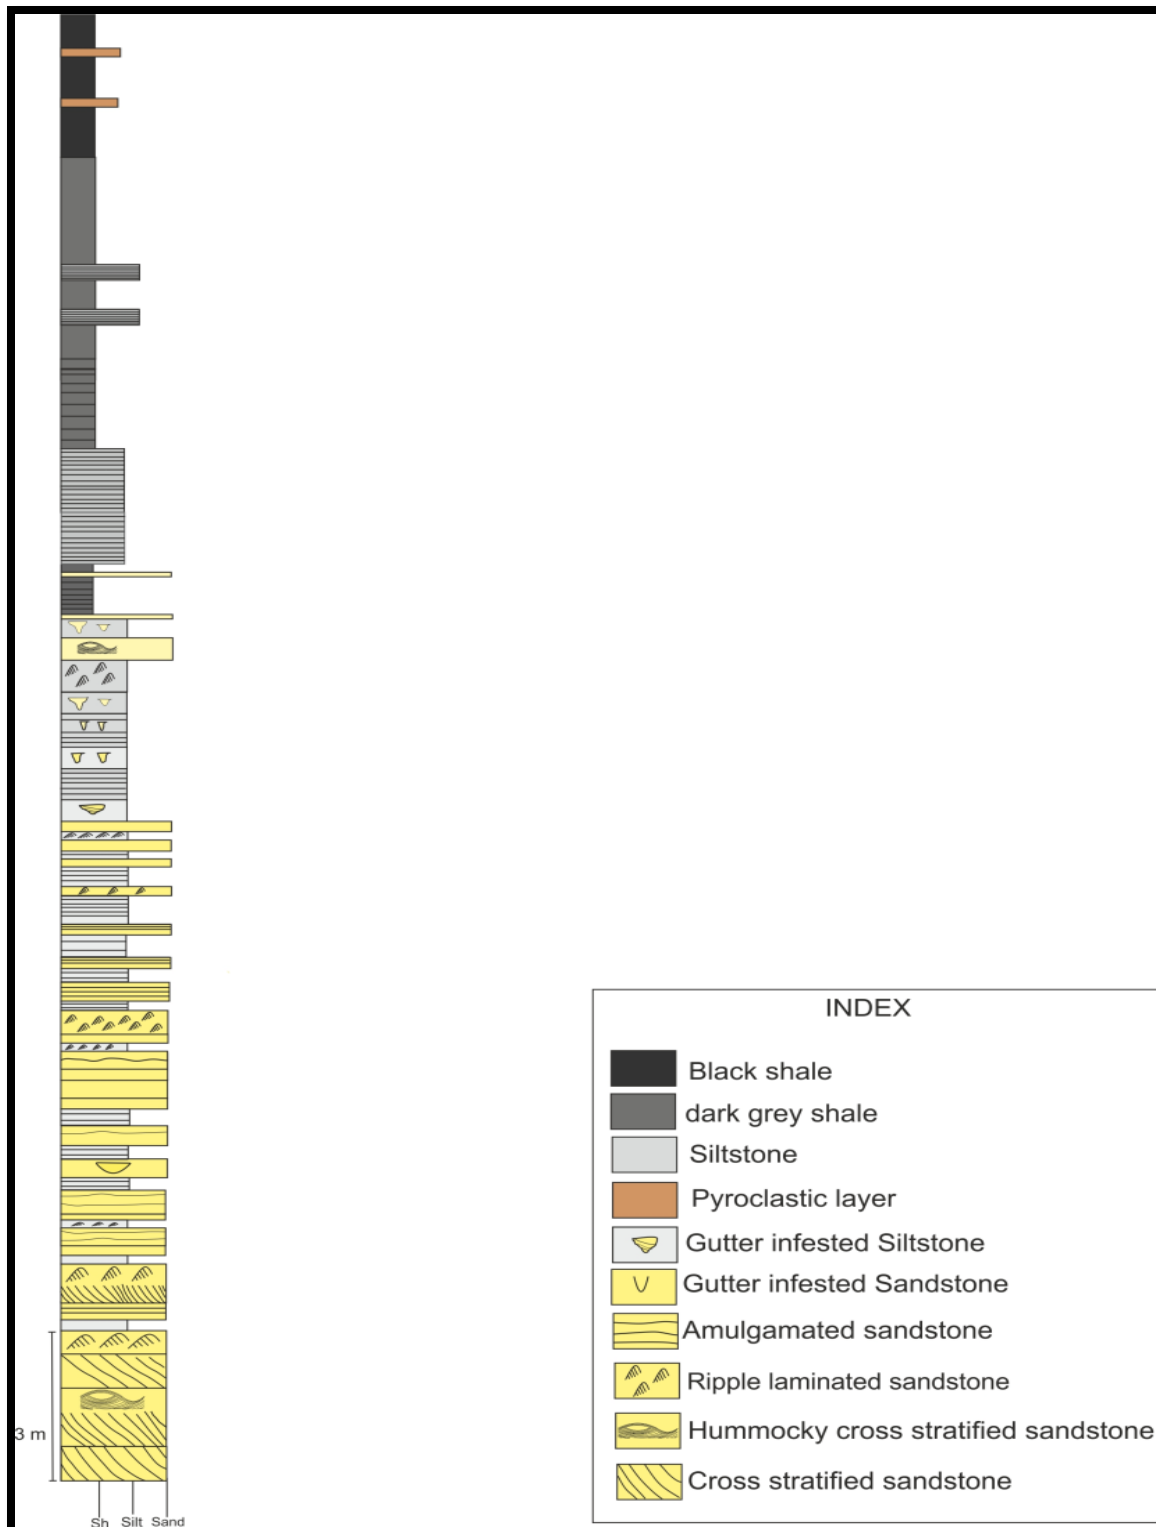 3 m
Sh Silt Sand
INDEX
Black shale
dark grey shale
Siltstone
Pyroclastic layer
Gutter infested Siltstone
Gutter infested Sandstone
Amulgamated sandstone
Ripple laminated sandstone
Hummocky cross stratified sandstone
Cross stratified sandstone